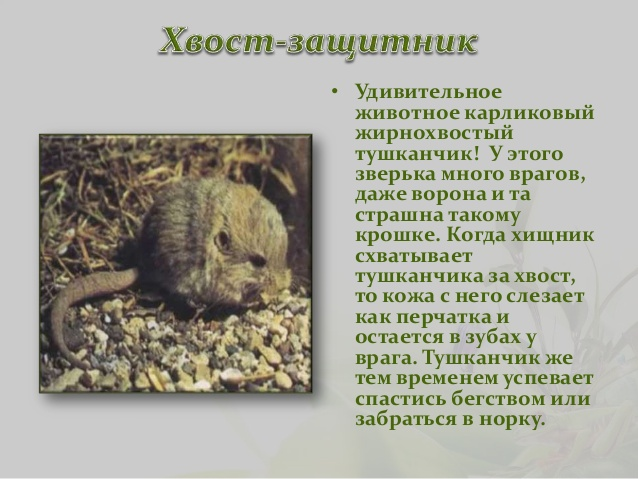 Хвост-защитник
• Удивительное
животное карликовый
жирнохвостый
тушканчик! У этого
зверька много врагов,
даже ворона и та
страшна такому
крошке. Когда хищник
схватывает
тушканчика за хвост,
то кожа с него слезает
как перчатка и
остается в зубах у
врага. Тушканчик же
тем временем успевает
спастись бегством или
забраться в норку.